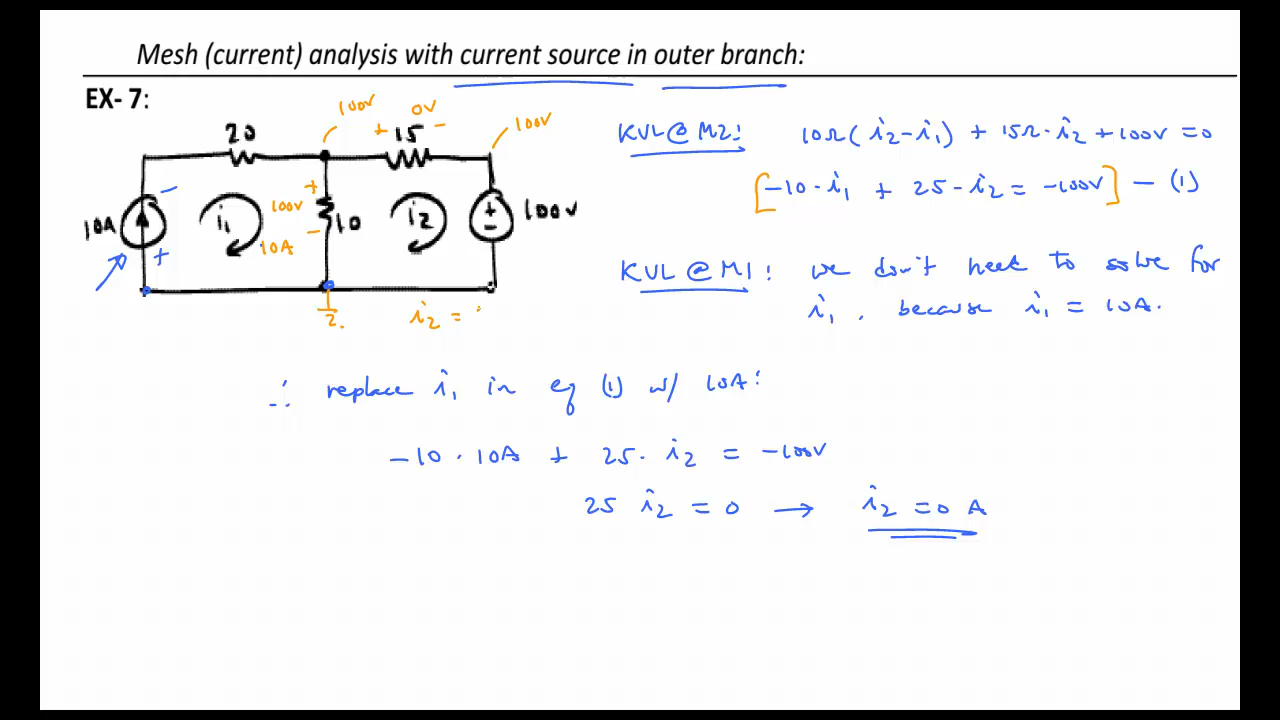 Mesh (current) analysis with current source in outer branch:
EX- 7:
100V
0V
100V
20
+ 15 -
10A
-
+
i1
+
100V
-
10A
10
i2
+
-
100V
i2 =
KVL @ M2: 10Ω(i2-i1) + 15Ω·i2 + 100V = 0
[-10·i1 + 25·i2 = -100V] - (1)
KVL @ M1: we don't need to solve for
i1, because i1 = 10A.
∴ replace i1 in eq (1) w/ 10A:
-10 · 10A + 25· i2 = -100V
25 i2 = 0 → i2 = 0 A